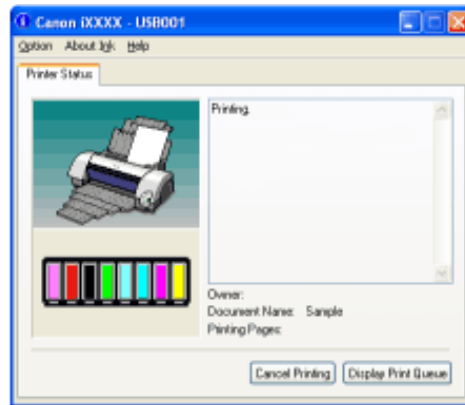 Canon iXXXX - USB001
Option About Ink Help
Printer Status
Printing.
Owner:
Document Name: Sample
Printing Pages:
Cancel Printing Display Print Queue